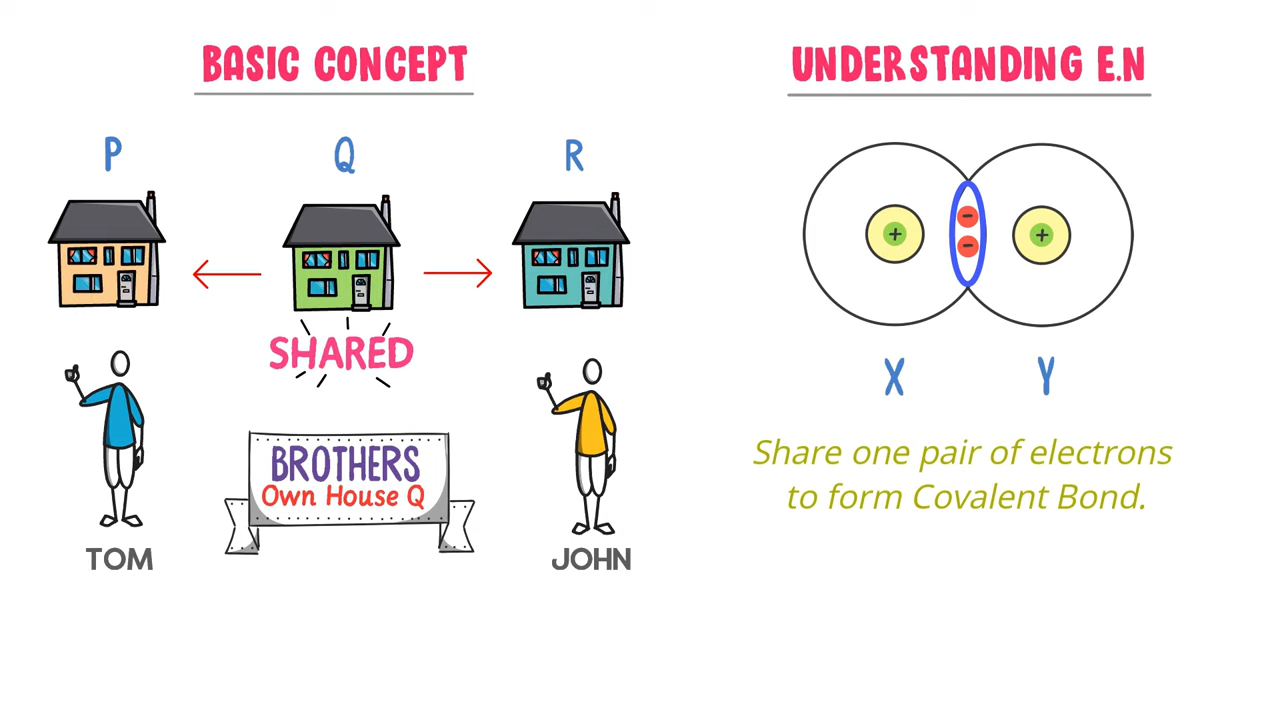 BASIC CONCEPT
P
Q
R
SHARED
BROTHERS
Own House Q
TOM
JOHN
UNDERSTANDING E.N
+
-
-
+
X
Y
Share one pair of electrons
to form Covalent Bond.